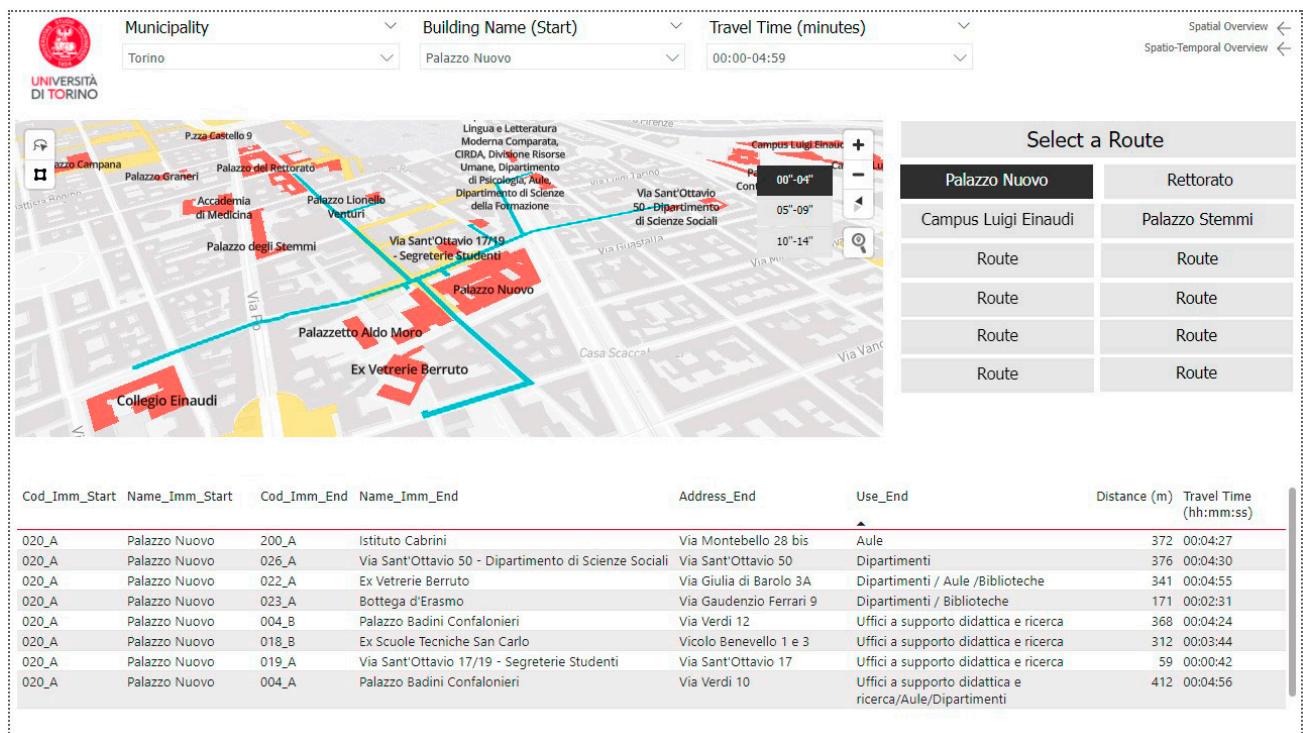 Municipality
Building Name (Start)
Travel Time (minutes)
Spatial Overview
Spatio-Temporal Overview
Torino
Palazzo Nuovo
00:00-04:59
UNIVERSITÀ
DI TORINO
P.zza Castello 9
Lingua e Letteratura
Moderna Comparata,
CIRDA, Divisione Risorse
Umane, Dipartimento
di Psicologia, Aule,
Dipartimento di Scienze
della Formazione
Campus Luigi Einaudi
azzo Campana
Palazzo Graneri
Palazzo del Rettorato
Accademia
di Medicina
Palazzo Lionello
Venturi
Via Sant'Ottavio
50 - Dipartimento
di Scienze Sociali
Palazzo degli Stemmi
Via Sant'Ottavio 17/19
- Segreterie Studenti
Via Guastalla
Palazzo Nuovo
Via Po
Palazzetto Aldo Moro
Ex Vetrerie Berruto
Collegio Einaudi
00"-04"
05"-09"
10"-14"
Select a Route
Palazzo Nuovo Rettorato
Campus Luigi Einaudi Palazzo Stemmi
Route Route
Route Route
Route Route
Route Route
Cod_Imm_Start Name_Imm_Start Cod_Imm_End Name_Imm_End Address_End Use_End Distance (m) Travel Time
(hh:mm:ss)
020_A Palazzo Nuovo 200_A Istituto Cabrini Via Montebello 28 bis Aule 372 00:04:27
020_A Palazzo Nuovo 026_A Via Sant'Ottavio 50 - Dipartimento di Scienze Sociali Via Sant'Ottavio 50 Dipartimenti 376 00:04:30
020_A Palazzo Nuovo 022_A Ex Vetrerie Berruto Via Giulia di Barolo 3A Dipartimenti / Aule /Biblioteche 341 00:04:55
020_A Palazzo Nuovo 023_A Bottega d'Erasmo Via Gaudenzio Ferrari 9 Dipartimenti / Biblioteche 171 00:02:31
020_A Palazzo Nuovo 004_B Palazzo Badini Confalonieri Via Verdi 12 Uffici a supporto didattica e ricerca 368 00:04:24
020_A Palazzo Nuovo 018_B Ex Scuole Tecniche San Carlo Vicolo Benevello 1 e 3 Uffici a supporto didattica e ricerca 312 00:03:44
020_A Palazzo Nuovo 019_A Via Sant'Ottavio 17/19 - Segreterie Studenti Via Sant'Ottavio 17 Uffici a supporto didattica e ricerca 59 00:00:42
020_A Palazzo Nuovo 004_A Palazzo Badini Confalonieri Via Verdi 10 Uffici a supporto didattica e 412 00:04:56
ricerca/Aule/Dipartimenti